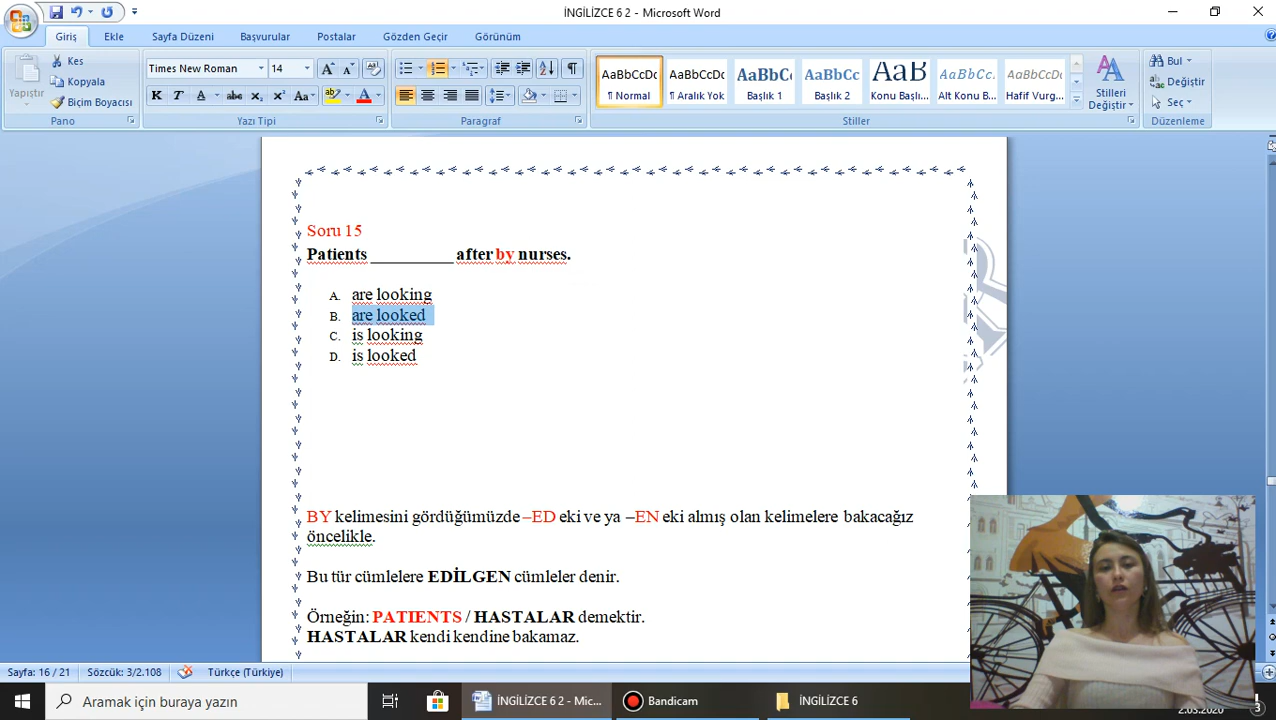 İNGİLİZCE 6 2 - Microsoft Word
Giriş Ekle Sayfa Düzeni Başvurular Postalar Gözden Geçir Görünüm
Yapıştır
Kes
Kopyala
Biçim Boyacısı
Pano
Times New Roman 14
Yazı Tipi
Paragraf
AaBbCcDc AaBbCcDc AaBbCc AaBbCc AaB AaBbCc. AaBbCcDc
¶ Normal ¶ Aralık Yok Başlık 1 Başlık 2 Konu Başlı... Alt Konu B... Hafif Vurg...
Stiller
Stilleri Değiştir
Bul
Değiştir
Seç
Düzenleme
Soru 15
Patients _________ after by nurses.
A. are looking
B. are looked
C. is looking
D. is looked
BY kelimesini gördüğümüzde –ED eki ve ya –EN eki almış olan kelimelere bakacağız
öncelikle.
Bu tür cümlelere EDİLGEN cümleler denir.
Örneğin: PATIENTS / HASTALAR demektir.
HASTALAR kendi kendine bakamaz.
Sayfa: 16 / 21 Sözcük: 3/2.108 Türkçe (Türkiye)
Aramak için buraya yazın İNGİLİZCE 6 2 - Mic... Bandicam İNGİLİZCE 6
2.03.2020